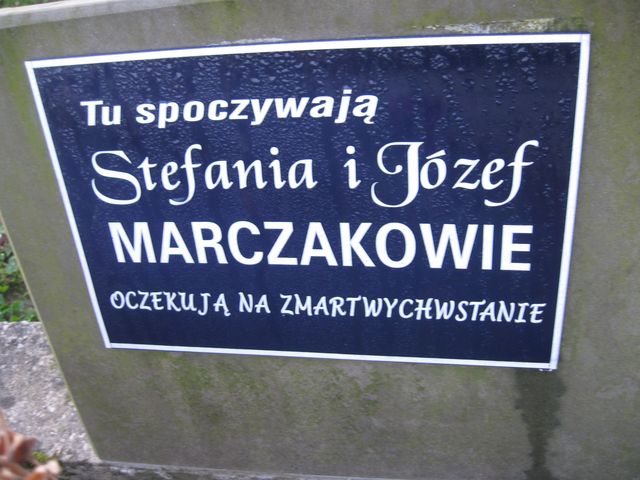 Tu spoczywają
Stefania i Józef
MARCZAKOWIE
OCZEKUJĄ NA ZMARTWYCHWSTANIE